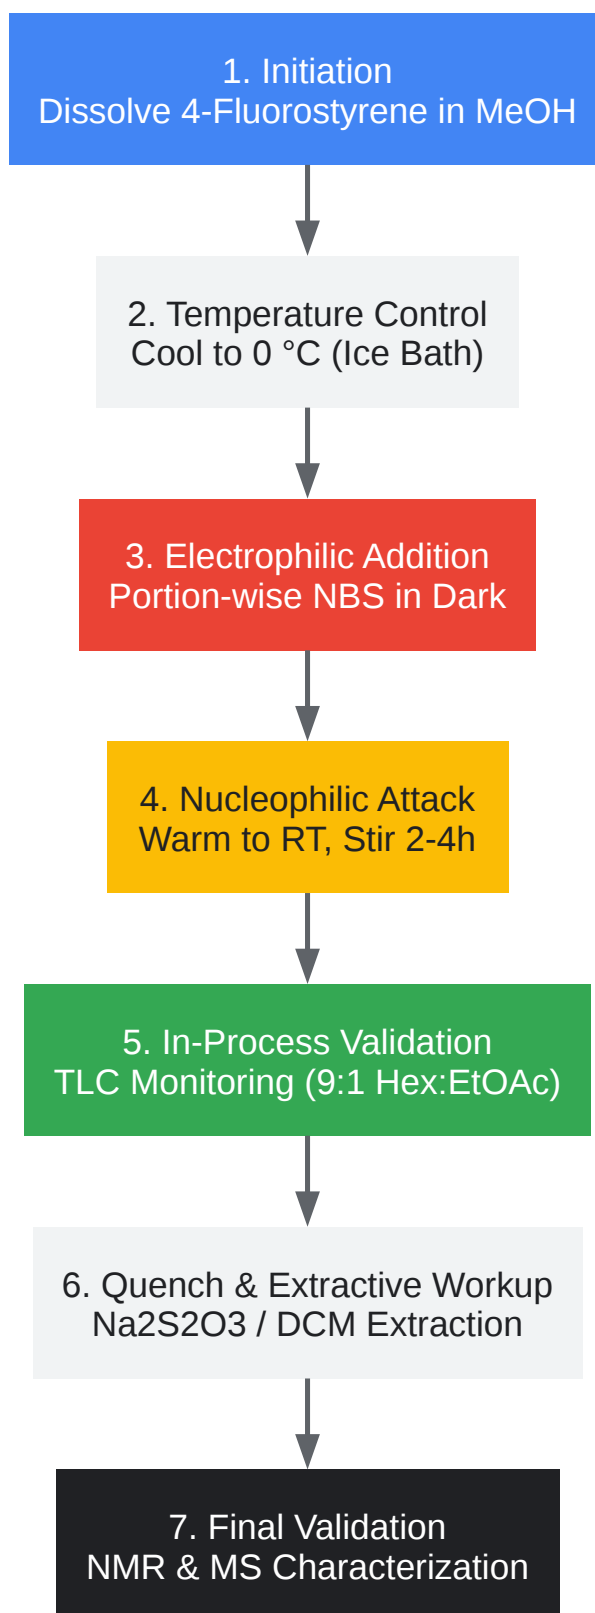 1. Initiation
Dissolve 4-Fluorostyrene in MeOH
2. Temperature Control
Cool to 0 °C (Ice Bath)
3. Electrophilic Addition
Portion-wise NBS in Dark
4. Nucleophilic Attack
Warm to RT, Stir 2-4h
5. In-Process Validation
TLC Monitoring (9:1 Hex:EtOAc)
6. Quench & Extractive Workup
Na2S2O3 / DCM Extraction
7. Final Validation
NMR & MS Characterization